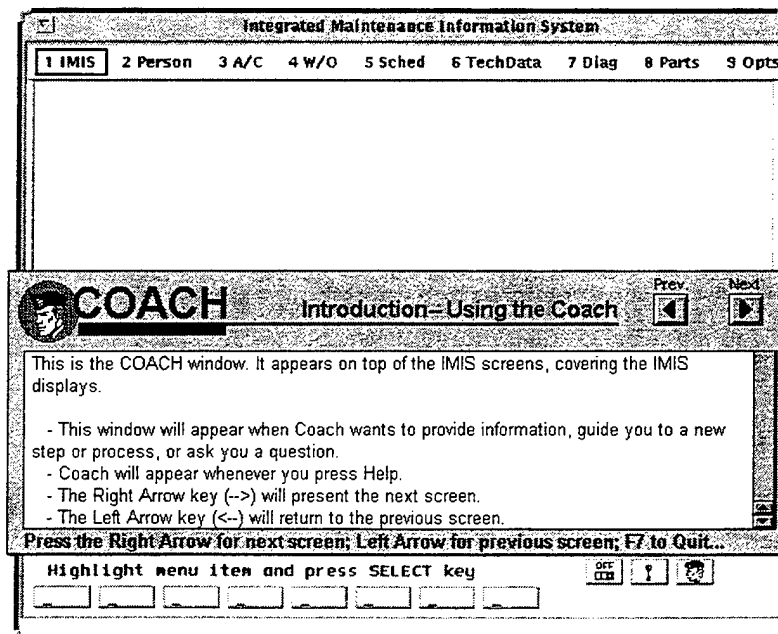 Integrated Maintenance Information System
1 IMIS 2 Person 3 A/C 4 W/O 5 Sched 6 TechData 7 Diag 8 Parts 9 Opts
COACH Introduction--Using the Coach Prev. Next
This is the COACH window. It appears on top of the IMIS screens, covering the IMIS
displays.
- This window will appear when Coach wants to provide information, guide you to a new
step or process, or ask you a question.
- Coach will appear whenever you press Help.
- The Right Arrow key (-->) will present the next screen.
- The Left Arrow key (<--) will return to the previous screen.
Press the Right Arrow for next screen; Left Arrow for previous screen; F7 to Quit...
Highlight menu item and press SELECT key OFF